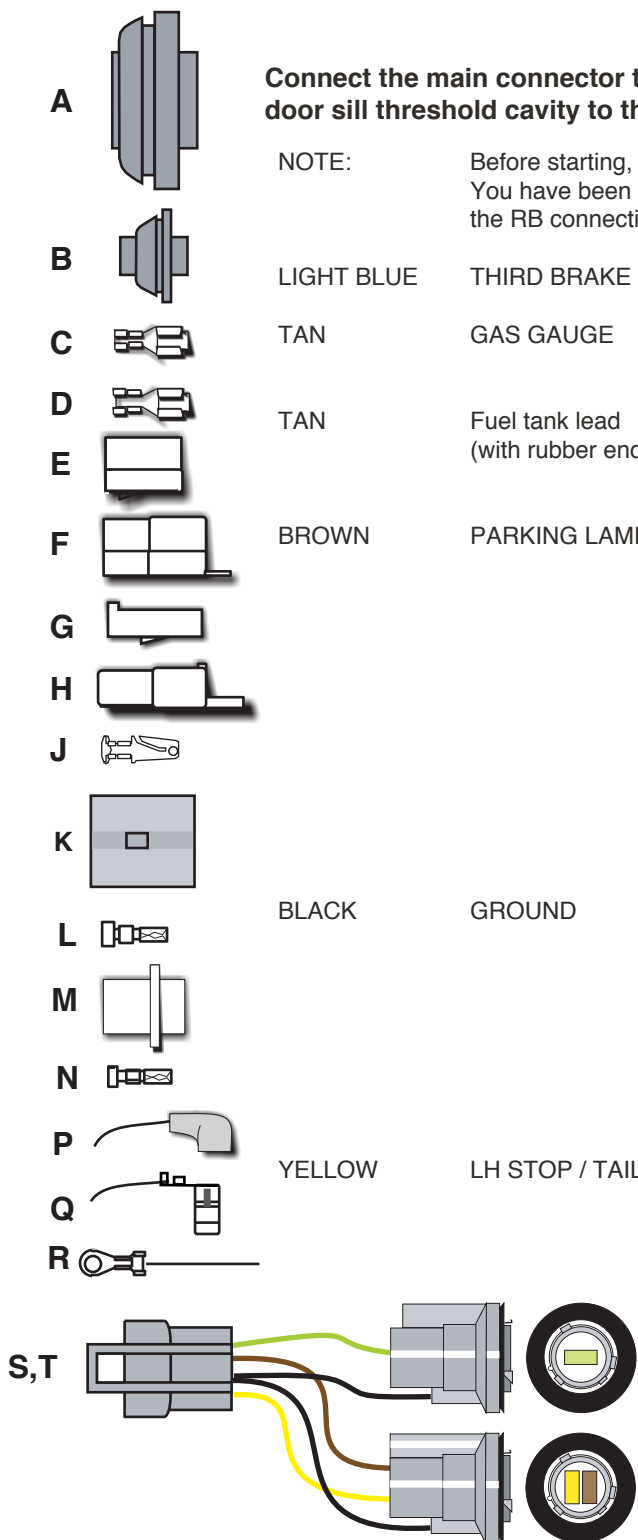 A
Connect the main connector t
door sill threshold cavity to th
NOTE: Before starting,
You have been
the RB connecti
B
LIGHT BLUE THIRD BRAKE
C
TAN GAS GAUGE
D
TAN Fuel tank lead
(with rubber end
E
F
BROWN PARKING LAM
G
H
J
K
BLACK GROUND
L
M
N
P
YELLOW LH STOP / TAIL
Q
R
S,T